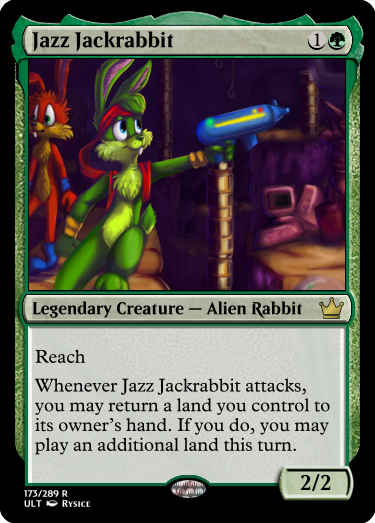 Jazz Jackrabbit 1
Legendary Creature — Alien Rabbit
Reach
Whenever Jazz Jackrabbit attacks,
you may return a land you control to
its owner's hand. If you do, you may
play an additional land this turn.
2/2
173/289 R
ULT RYSICE